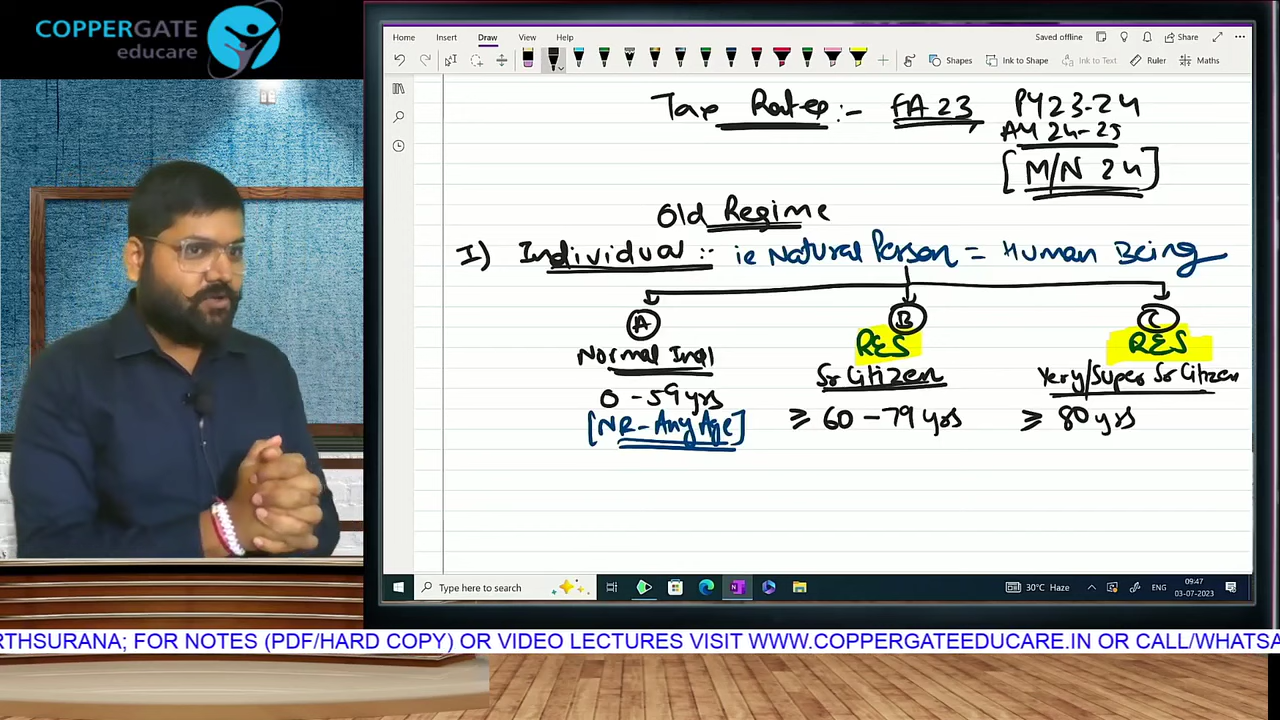 COPPERGATE
educare
Home Insert Draw View Help
Saved offline
Share
Shapes
Ink to Shape
Ink to Text
Ruler
Maths
Tax Rates :- FA 23 PY 23-24
AY 24-25
[M/N 24]
Old Regime
I) Individual :- ie Natural Person = Human Being
A B C
RES RES
Normal Indl Sr Citizen Very/Super Sr Citizen
0 - 59 yrs ≥ 60 - 79 yrs ≥ 80 yrs
[NR - Any Age]
Type here to search
30°C Haze
ENG
09:47
03-07-2023
RTHSURANA; FOR NOTES (PDF/HARD COPY) OR VIDEO LECTURES VISIT WWW.COPPERGATEEDUCARE.IN OR CALL/WHATSA